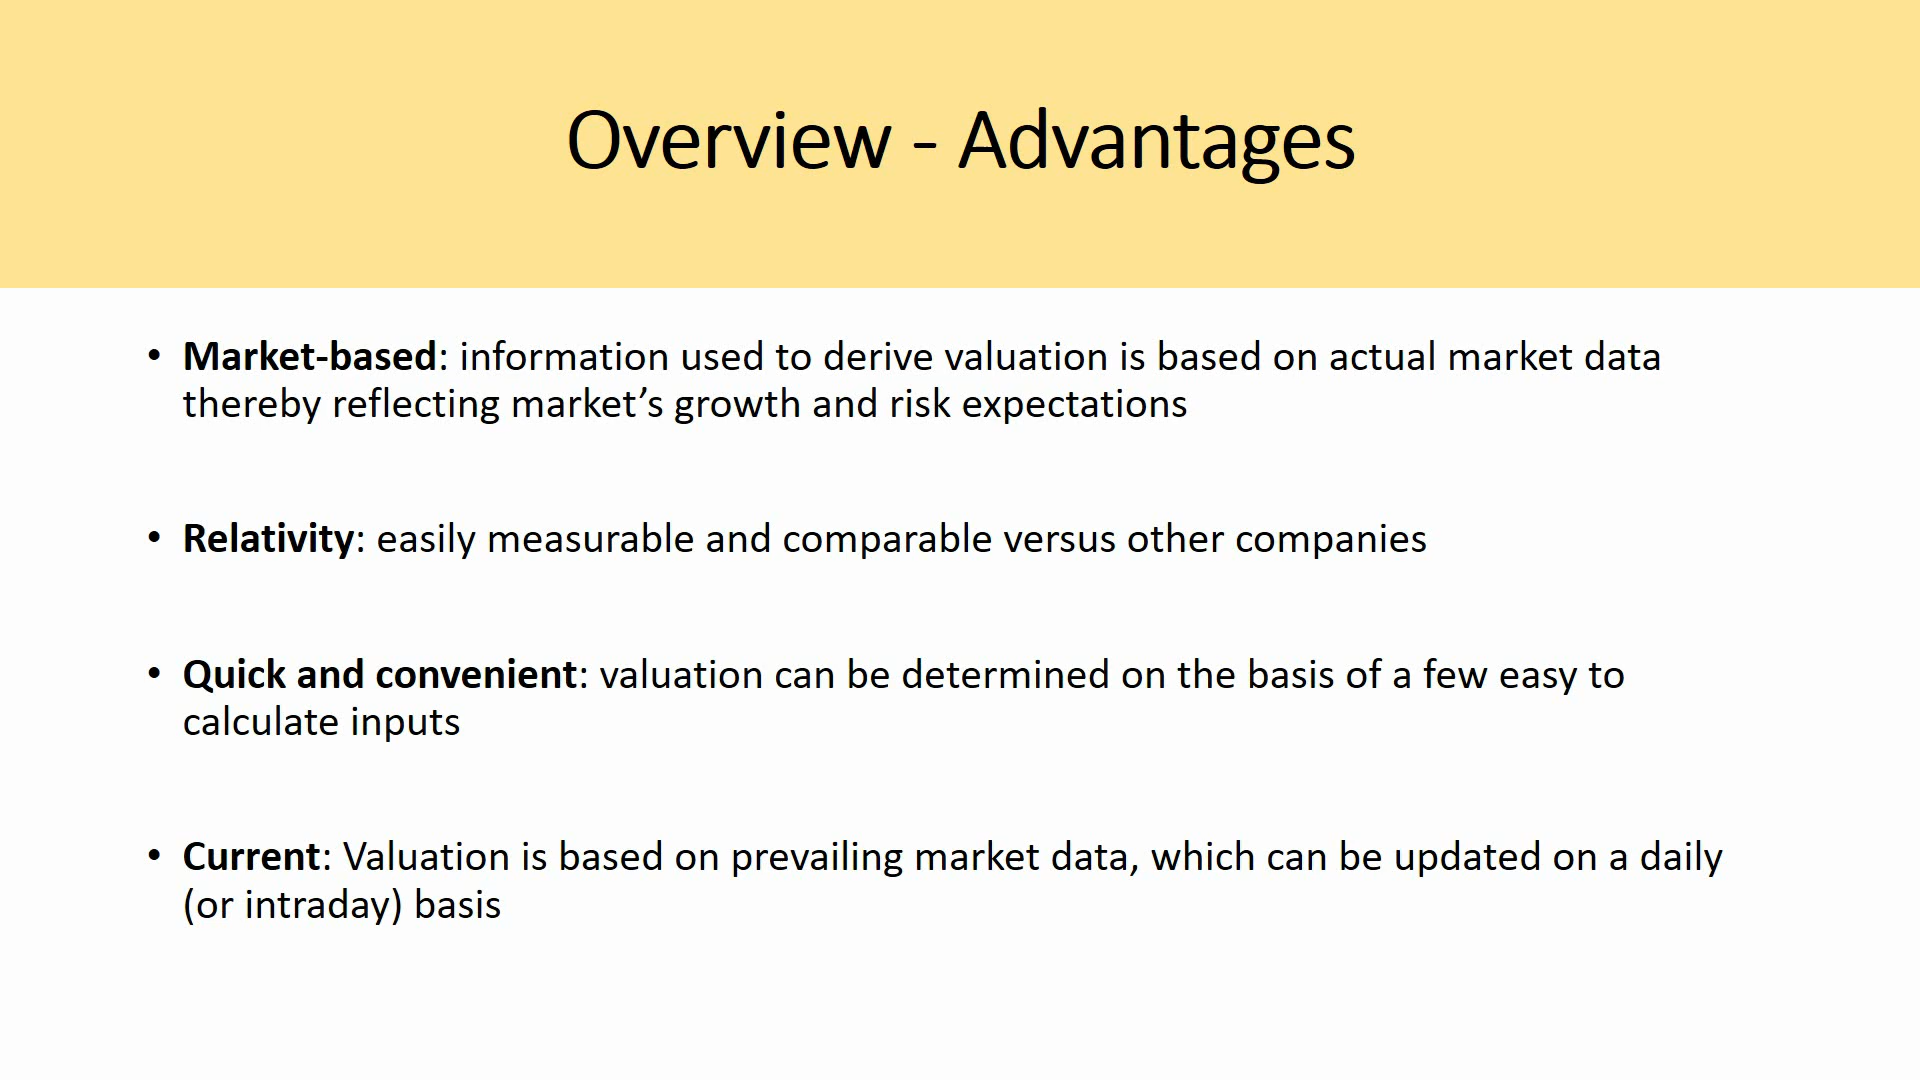 Overview - Advantages
• Market-based: information used to derive valuation is based on actual market data
thereby reflecting market’s growth and risk expectations
• Relativity: easily measurable and comparable versus other companies
• Quick and convenient: valuation can be determined on the basis of a few easy to
calculate inputs
• Current: Valuation is based on prevailing market data, which can be updated on a daily
(or intraday) basis